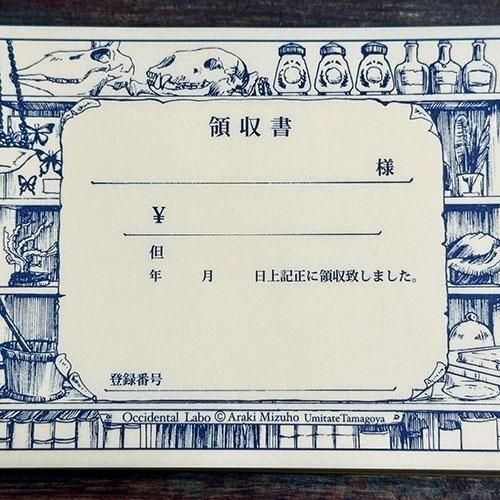 領収書
様
¥
但
年 月 日上記正に領収致しました。
登録番号
Occidental Labo © Araki Mizuho UmitateTamagoya